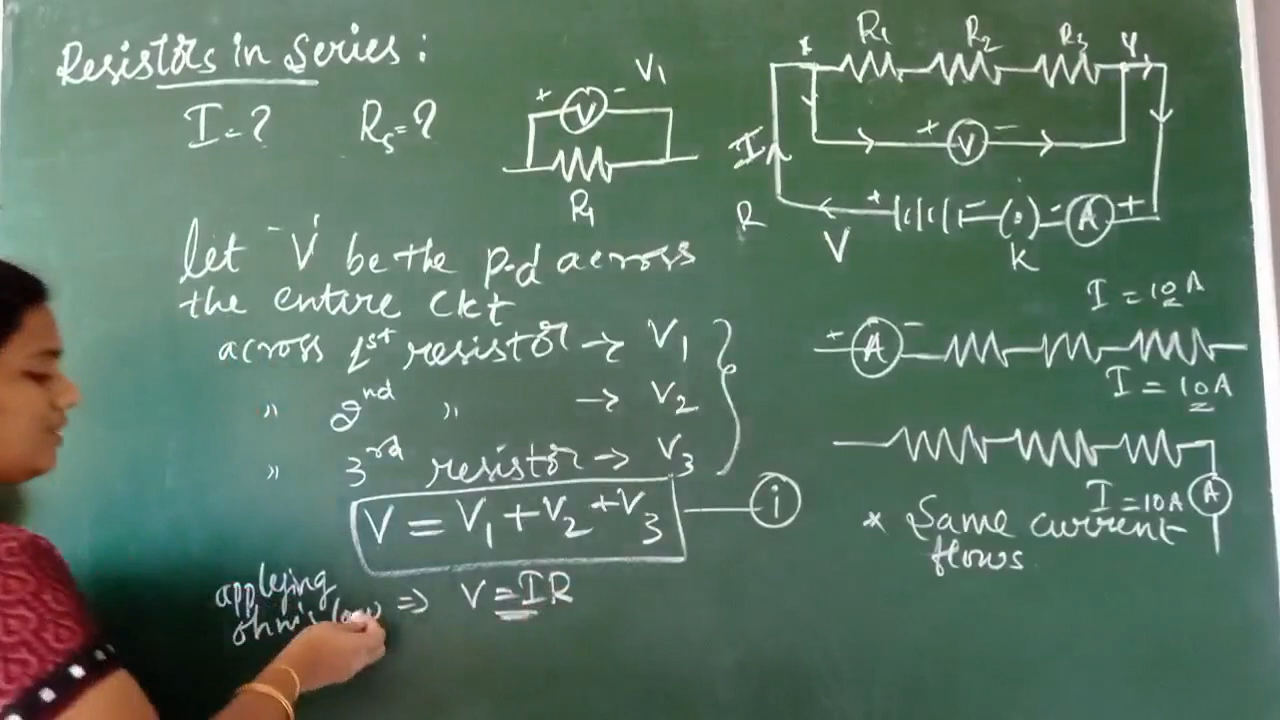 Resistors in Series :
I = ? Rs = ?
let 'V' be the p.d across
the entire ckt
across 1st resistor → V1
" 2nd " → V2
" 3rd resistor → V3
V = V1 + V2 + V3 — i
applying
ohm's law ⇒ V = IR
V1
+ V -
R1
R1 R2 R3
x y
+ V -
I
R
V
+ - k - A +
I = 10A
+ A -
I = 10A
I = 10A A
* Same current
flows